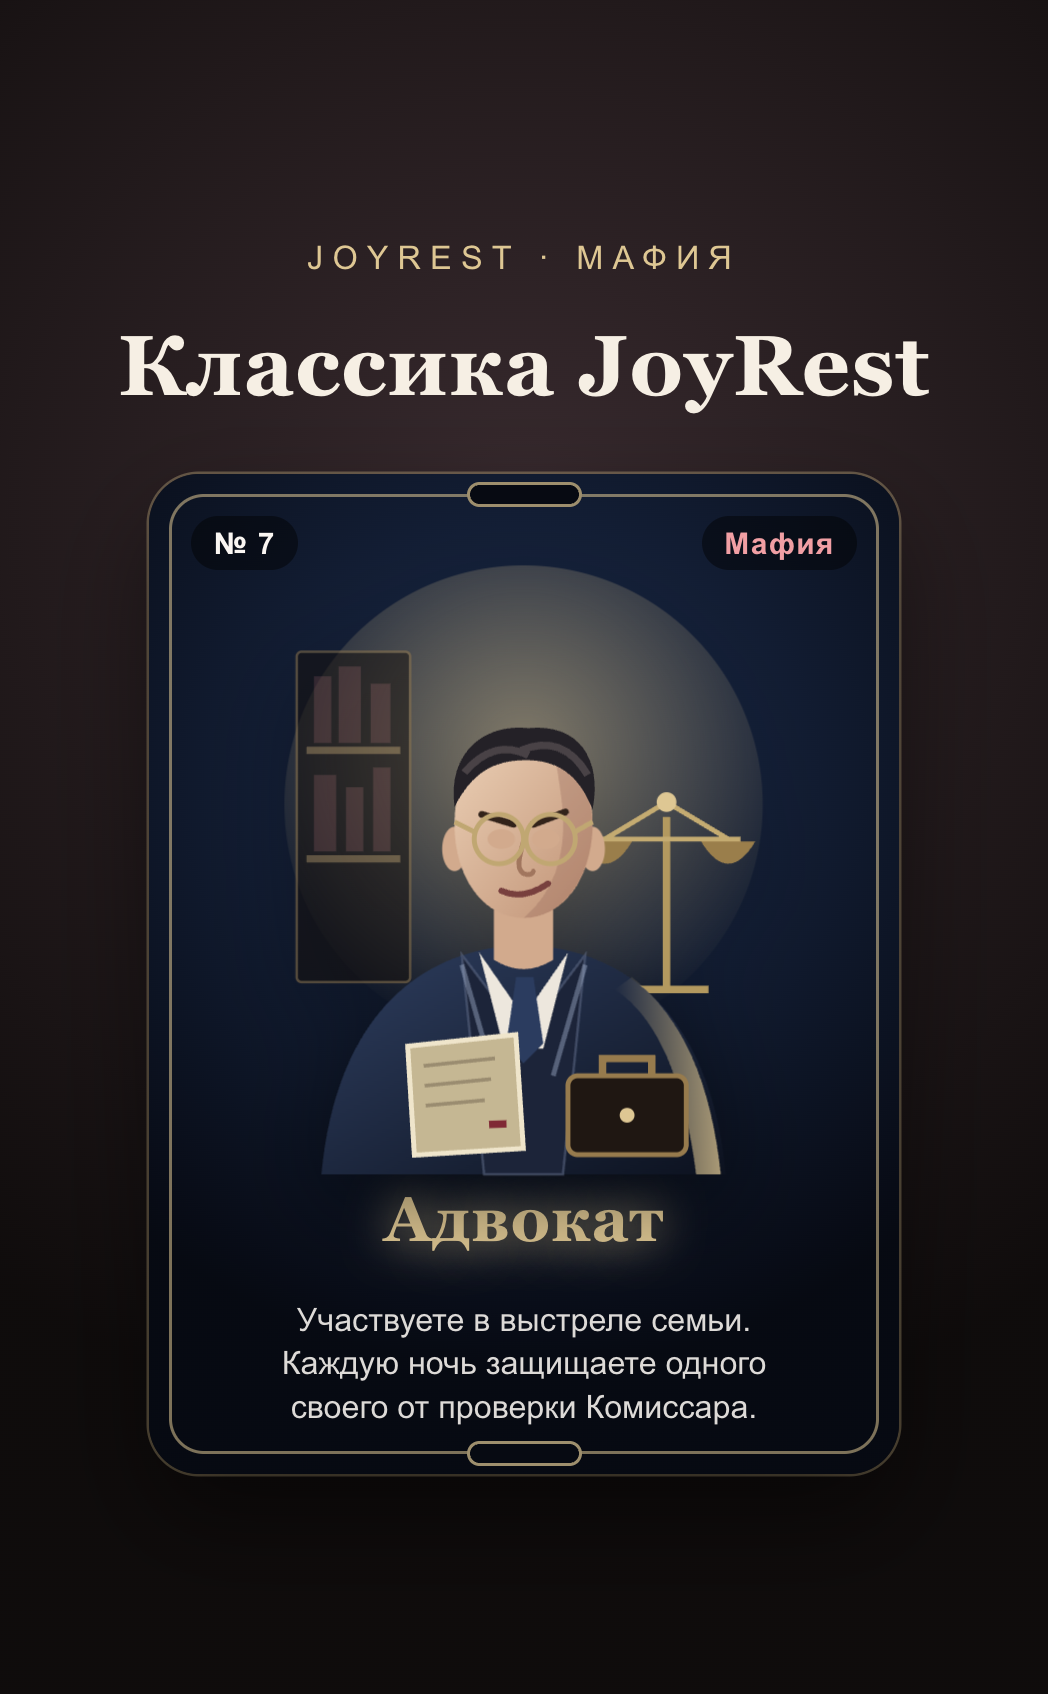 JOYREST · МАФИЯ
Классика JoyRest
№ 7
Мафия
Адвокат
Участвуете в выстреле семьи.
Каждую ночь защищаете одного
своего от проверки Комиссара.